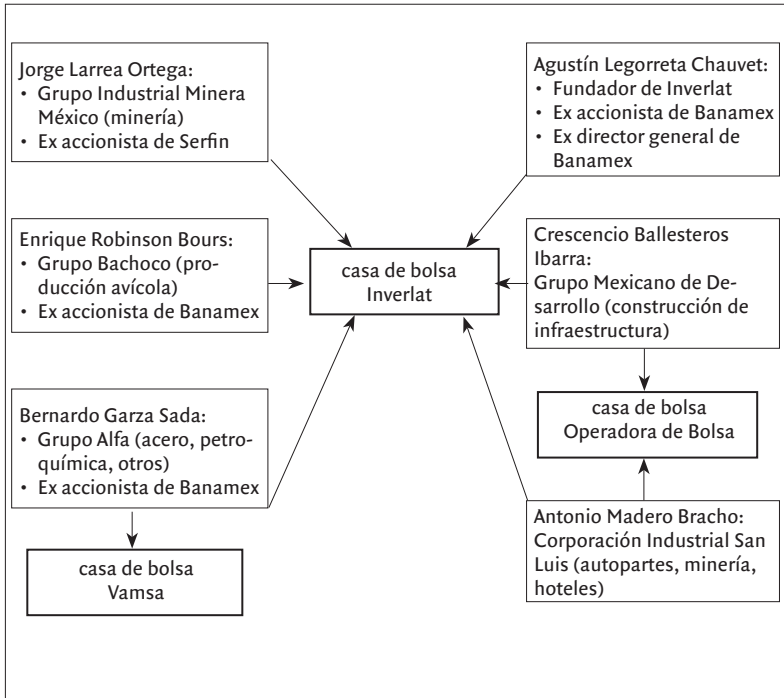 Jorge Larrea Ortega:
• Grupo Industrial Minera
México (minería)
• Ex accionista de Serfin
Agustín Legorreta Chauvet:
• Fundador de Inverlat
• Ex accionista de Banamex
• Ex director general de
Banamex
Enrique Robinson Bours:
• Grupo Bachoco (pro-
ducción avícola)
• Ex accionista de Banamex
casa de bolsa
Inverlat
Crescencio Ballesteros
Ibarra:
Grupo Mexicano de De-
sarrollo (construcción de
infraestructura)
Bernardo Garza Sada:
• Grupo Alfa (acero, petro-
química, otros)
• Ex accionista de Banamex
casa de bolsa
Operadora de Bolsa
casa de bolsa
Vamsa
Antonio Madero Bracho:
Corporación Industrial San
Luis (autopartes, minería,
hoteles)